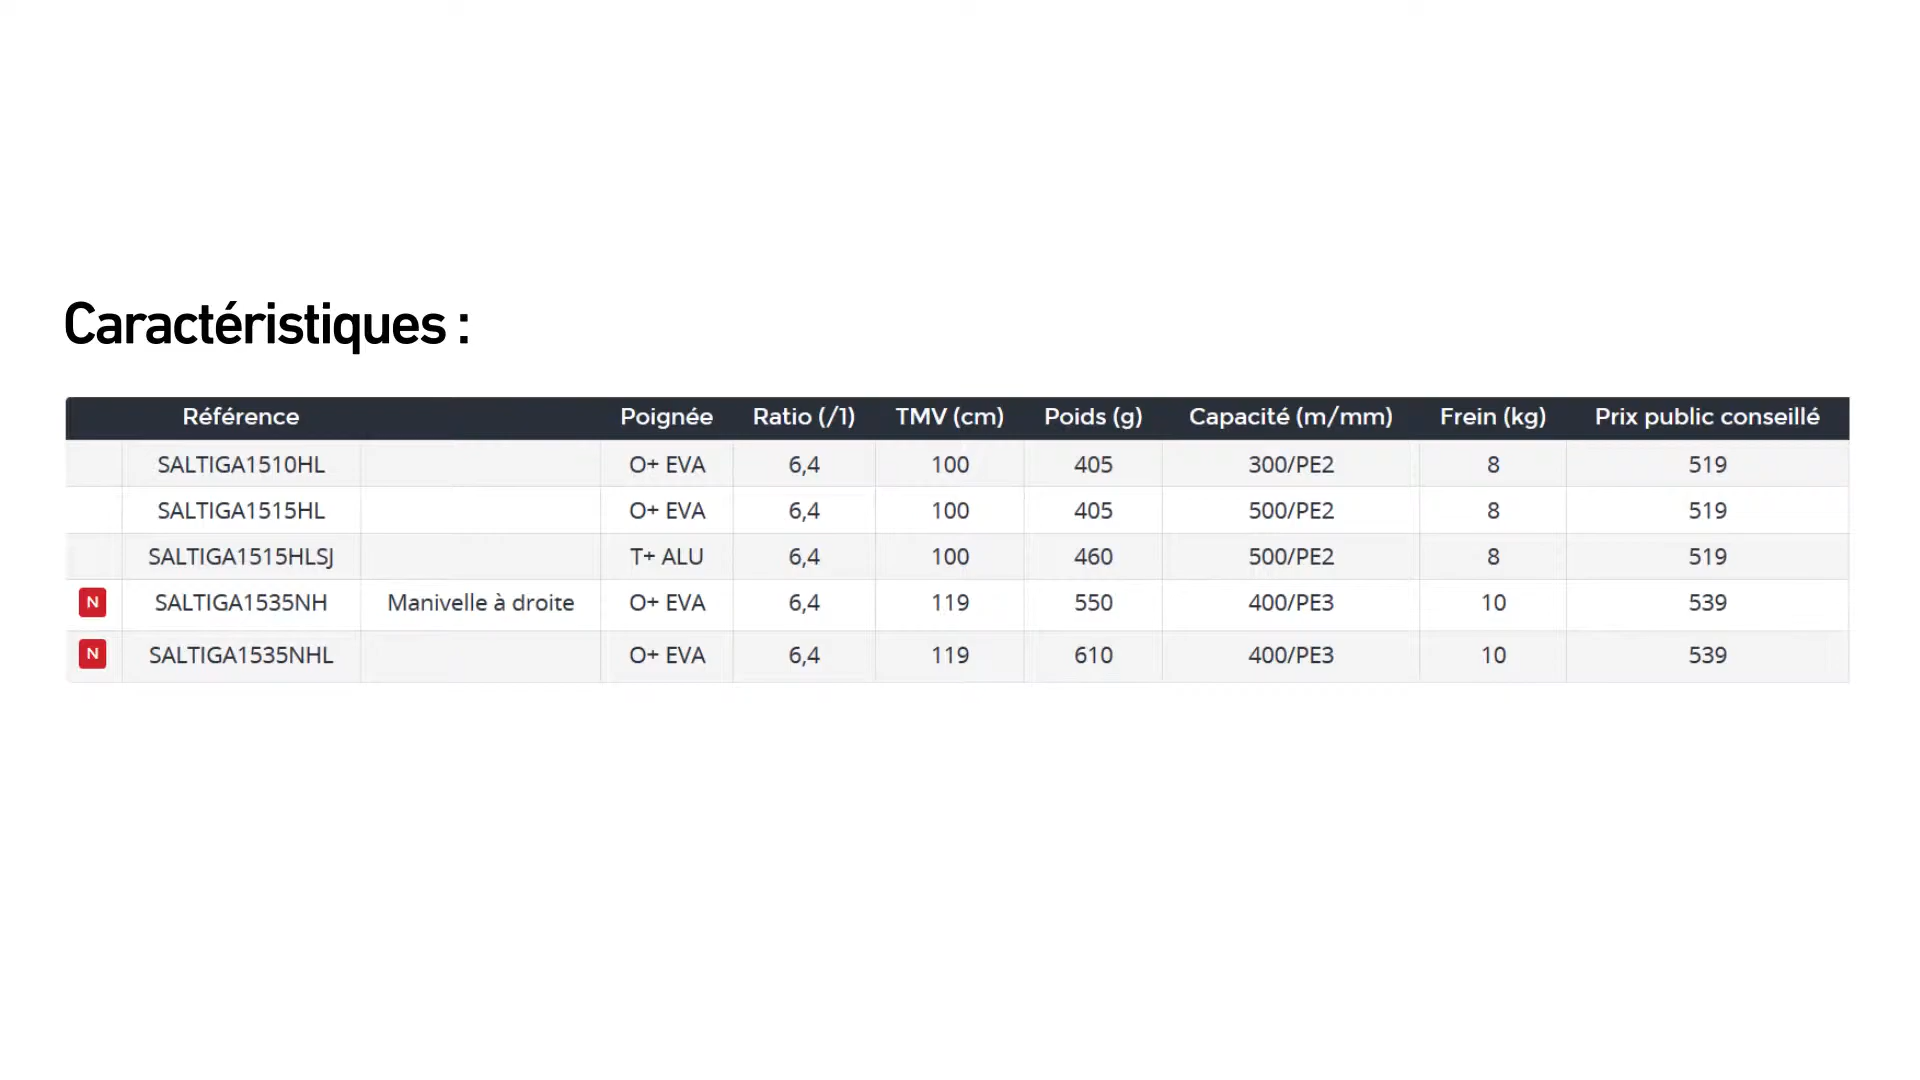 Caractéristiques :
Référence Poignée Ratio (/1) TMV (cm) Poids (g) Capacité (m/mm) Frein (kg) Prix public conseillé
SALTIGA1510HL O+ EVA 6,4 100 405 300/PE2 8 519
SALTIGA1515HL O+ EVA 6,4 100 405 500/PE2 8 519
SALTIGA1515HLSJ T+ ALU 6,4 100 460 500/PE2 8 519
N SALTIGA1535NH Manivelle à droite O+ EVA 6,4 119 550 400/PE3 10 539
N SALTIGA1535NHL O+ EVA 6,4 119 610 400/PE3 10 539